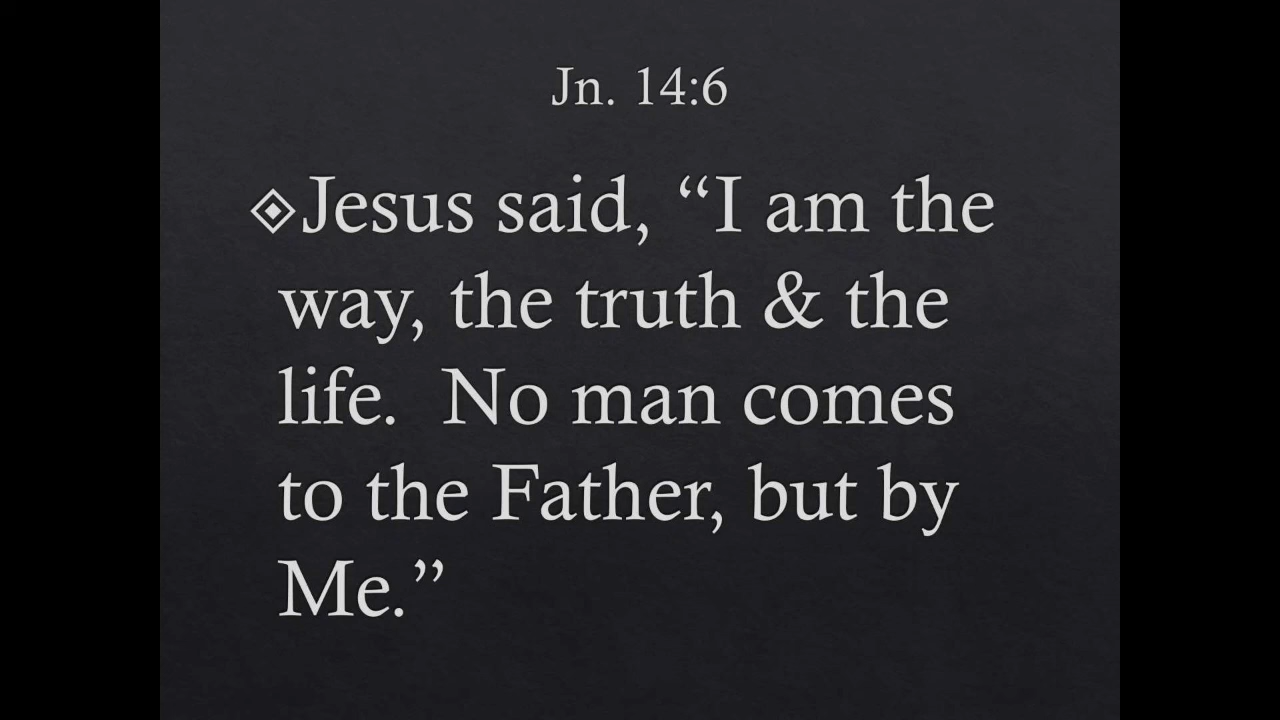 Jn. 14:6
Jesus said, “I am the
way, the truth & the
life.  No man comes
to the Father, but by
Me.”